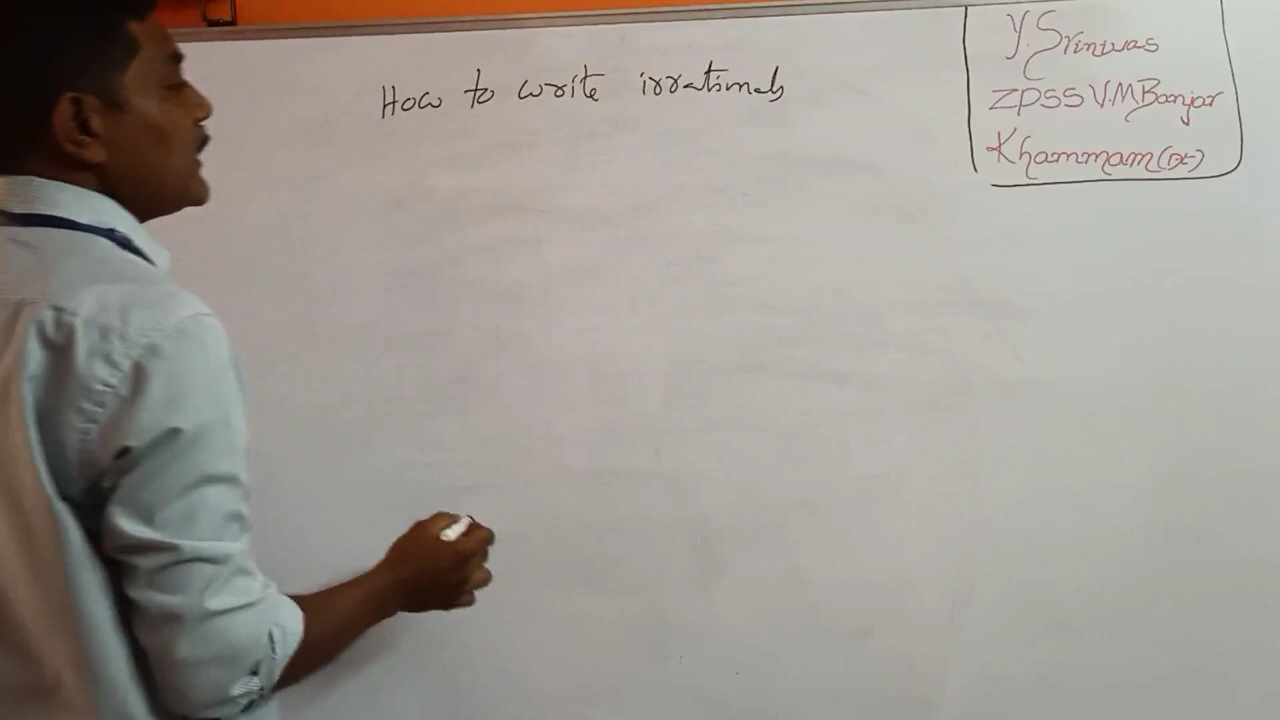 How to write irrationals
Y. Srinivas
ZPSS V.M Banjar
Khammam (Dt)